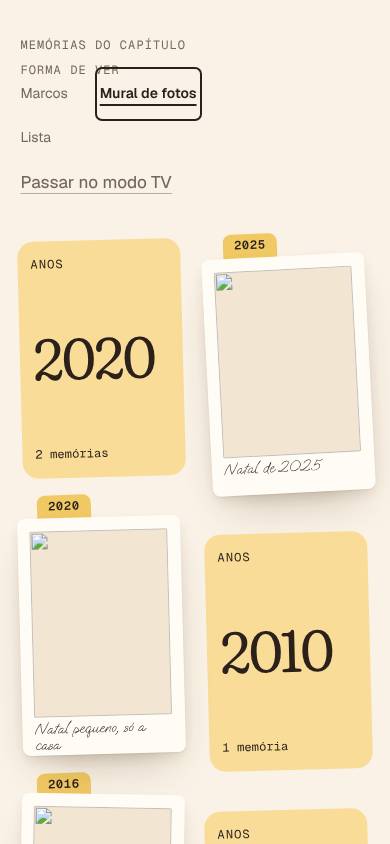 MEMÓRIAS DO CAPÍTULO
FORMA DE VER
Marcos
Mural de fotos
Lista
Passar no modo TV
ANOS
2020
2 memórias
2025
Natal de 2025
2020
Natal pequeno, só a
casa
ANOS
2010
1 memória
2016
ANOS